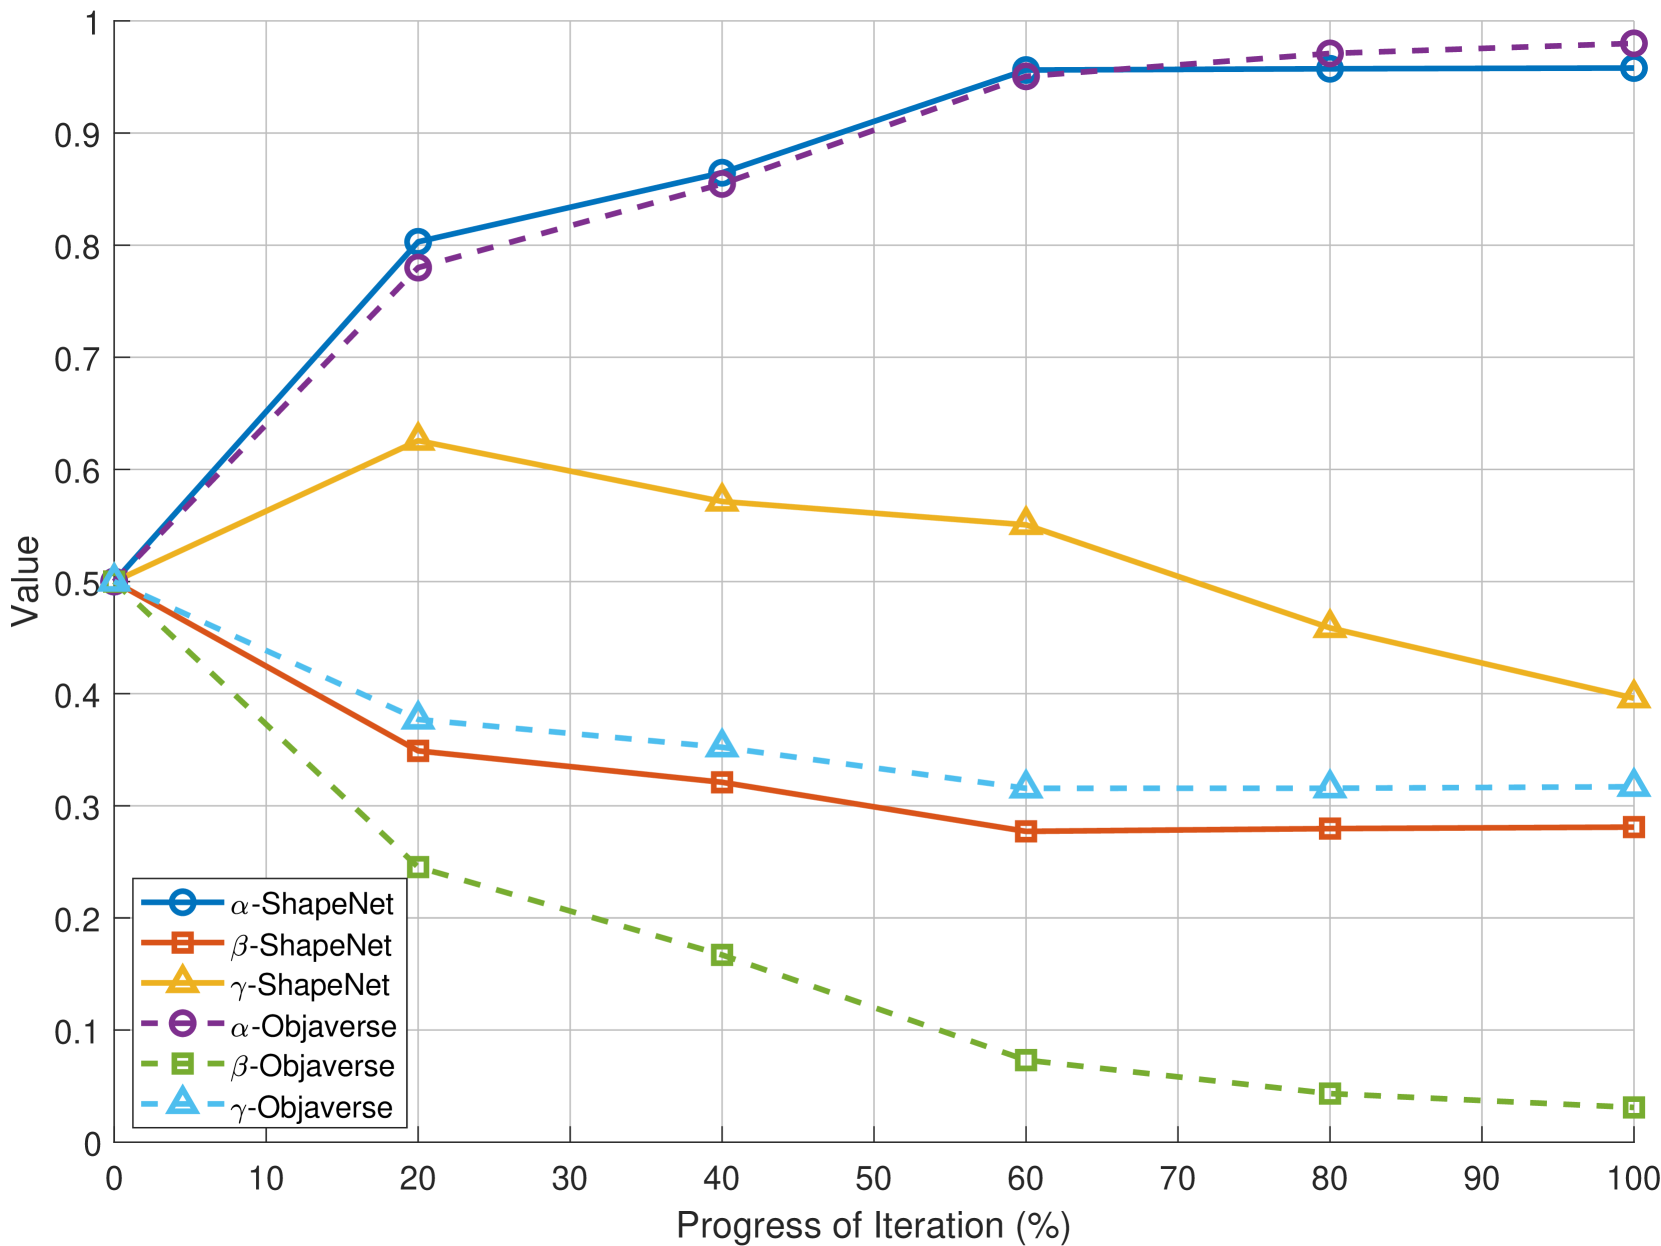 1
0.9
0.8
0.7
0.6
0.5
0.4
0.3
0.2
0.1
0
Value
α-ShapeNet
β-ShapeNet
γ-ShapeNet
α-Objaverse
β-Objaverse
γ-Objaverse
0 10 20 30 40 50 60 70 80 90 100
Progress of Iteration (%)